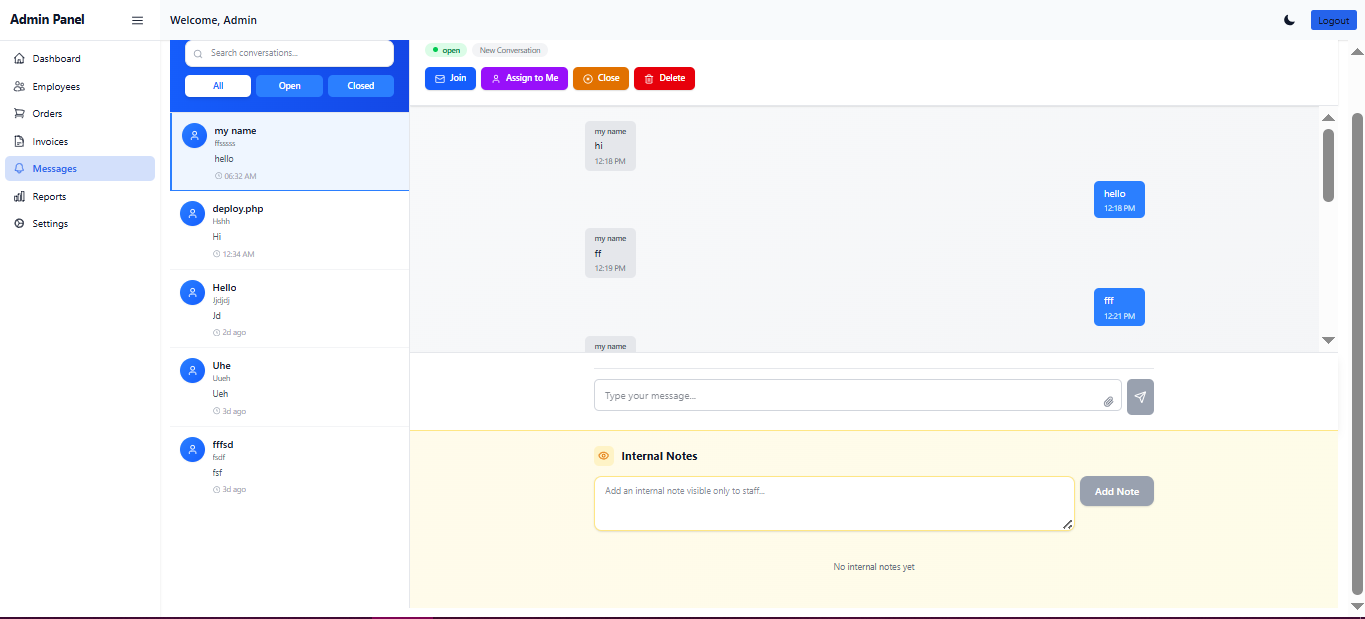 Admin Panel
Welcome, Admin
Logout
Dashboard
Employees
Orders
Invoices
Messages
Reports
Settings
Search conversations...
All
Open
Closed
my name
ffsssss
hello
06:32 AM
deploy.php
Hshh
Hi
12:34 AM
Hello
Jjdjdj
Jd
2d ago
Uhe
Uueh
Ueh
3d ago
fffsd
fsdf
fsf
3d ago
open
New Conversation
Join
Assign to Me
Close
Delete
my name
hi
12:18 PM
hello
12:18 PM
my name
ff
12:19 PM
fff
12:21 PM
my name
Type your message...
Internal Notes
Add an internal note visible only to staff...
Add Note
No internal notes yet